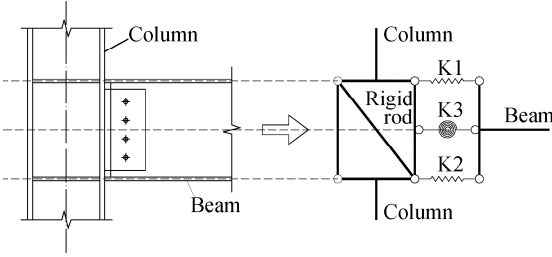 Column
Beam
Column
K1
Rigid
rod
K3
Beam
K2
Column